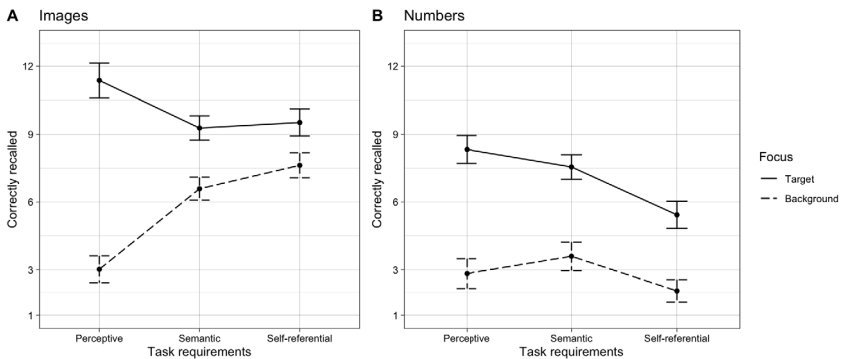 A Images
Correctly recalled
12
9
6
3
1
Perceptive Semantic Self-referential
Task requirements
B Numbers
Correctly recalled
12
9
6
3
1
Perceptive Semantic Self-referential
Task requirements
Focus
Target
Background